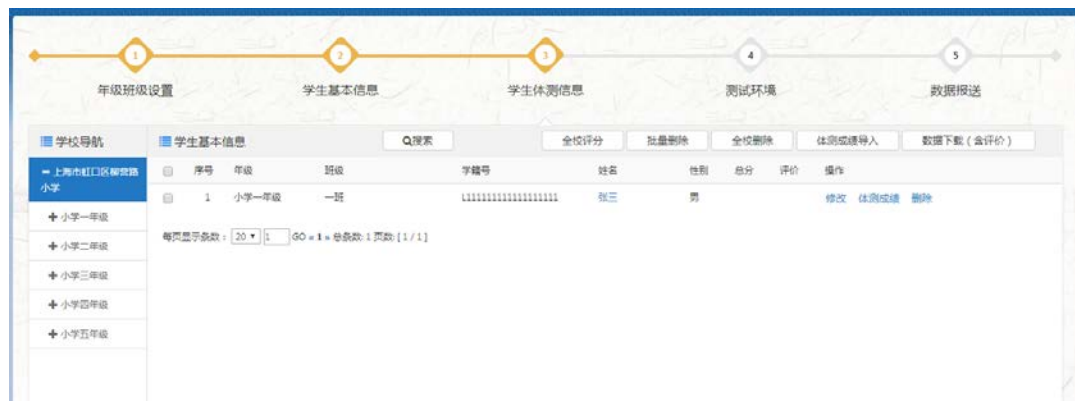 1 2 3 4 5
年级班级设置 学生基本信息 学生体测信息 测试环境 数据报送
学校导航 学生基本信息 搜索 全校评分 批量删除 全校删除 体测成绩导入 数据下载（含评价）
上海市虹口区柳营路
小学
序号 年级 班级 学籍号 姓名 性别 总分 评价 操作
1 小学一年级 一班 张三 男 修改 体测成绩 删除
小学一年级
每页显示条数： 20 1 GO « 1 » 总条数:1 页数:[1/1]
小学二年级
小学三年级
小学四年级
小学五年级